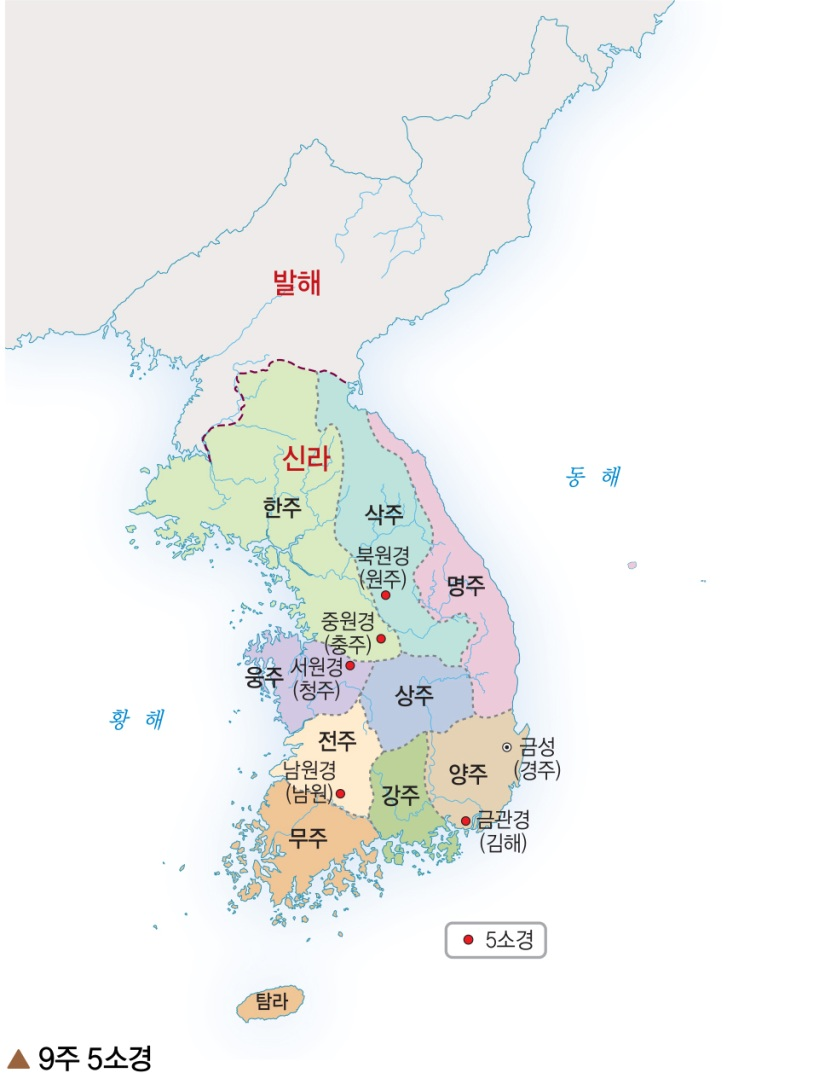 발해
신라
동 해
한주
삭주
북원경
(원주)
명주
중원경
(충주)
웅주
서원경
(청주)
상주
황 해
전주
금성
(경주)
남원경
(남원)
양주
강주
금관경
(김해)
무주
5소경
탐라
▲ 9주 5소경